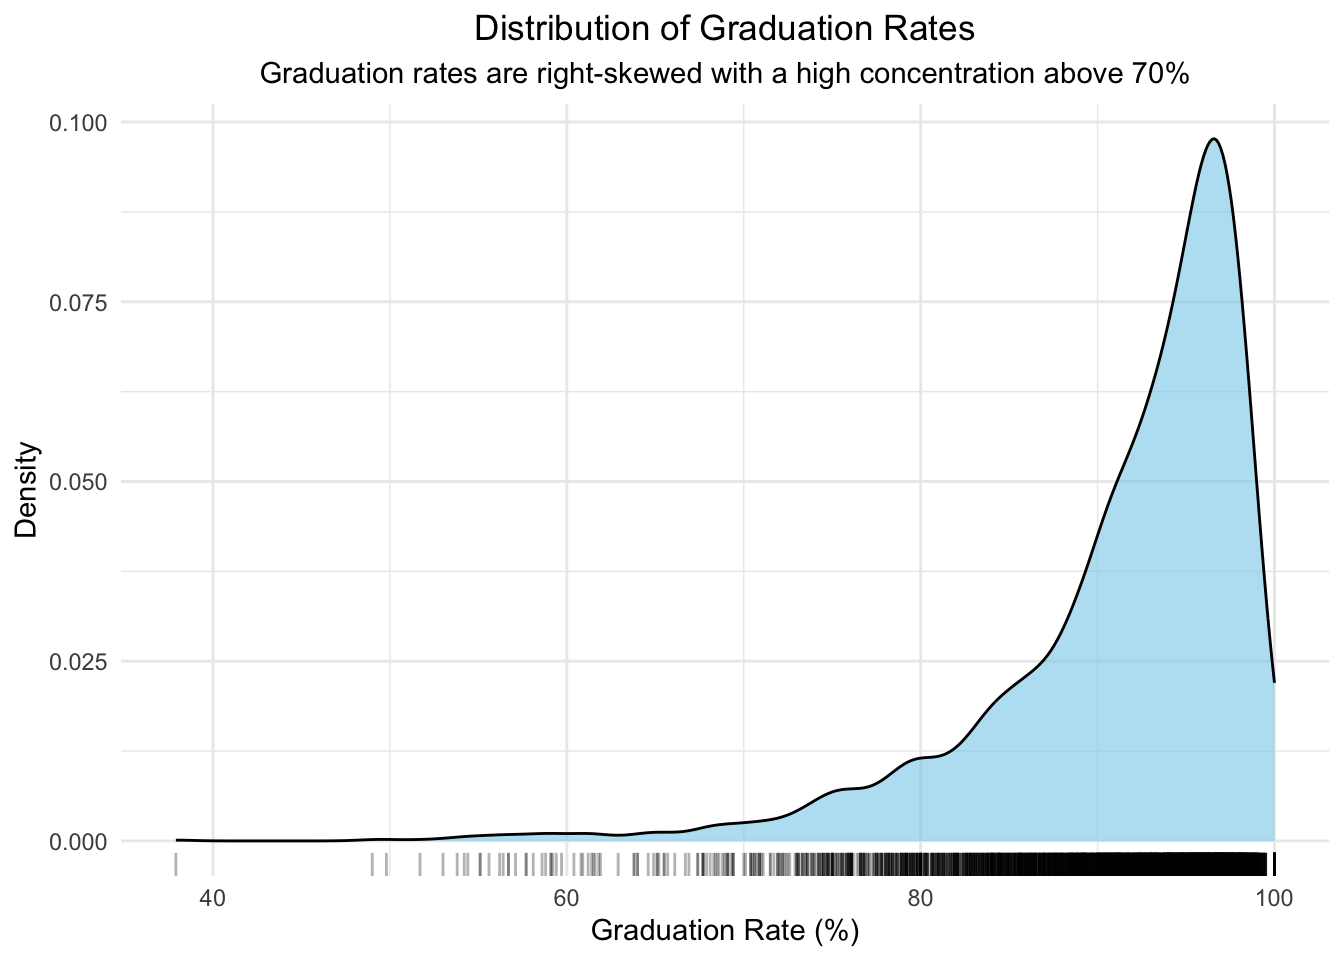 Distribution of Graduation Rates
Graduation rates are right-skewed with a high concentration above 70%
0.100
0.075
0.050
0.025
0.000
Density
40 60 80 100
Graduation Rate (%)